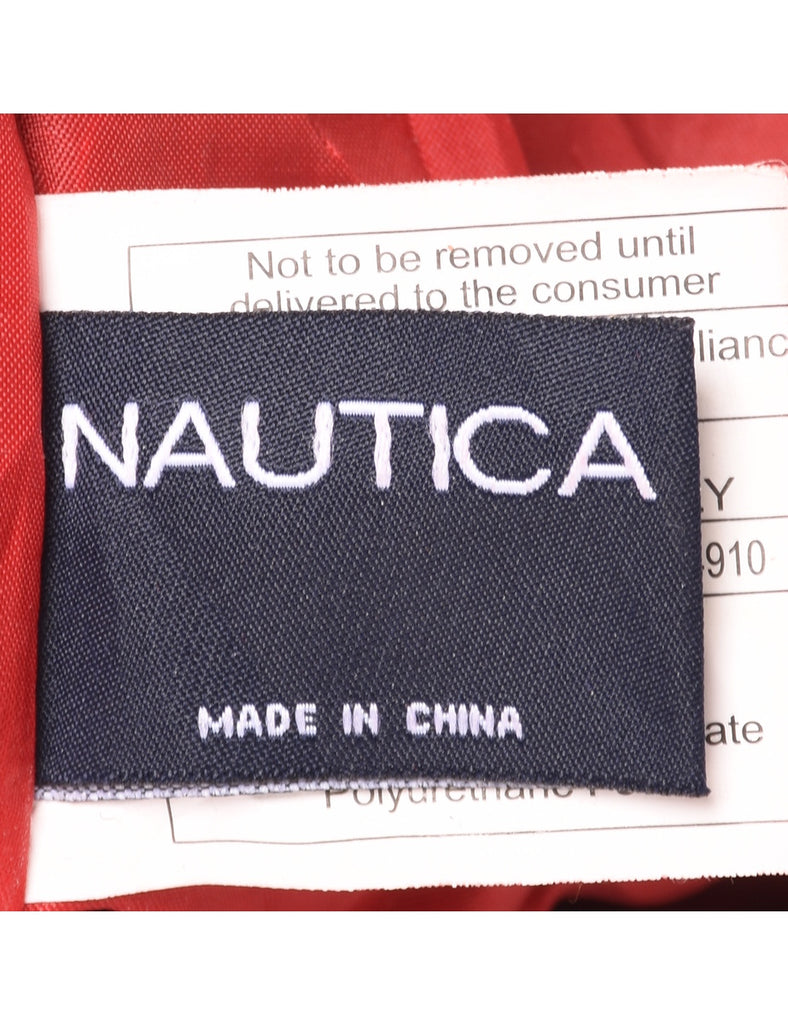 Not to be removed until
delivered to the consumer
NAUTICA
910
MADE IN CHINA